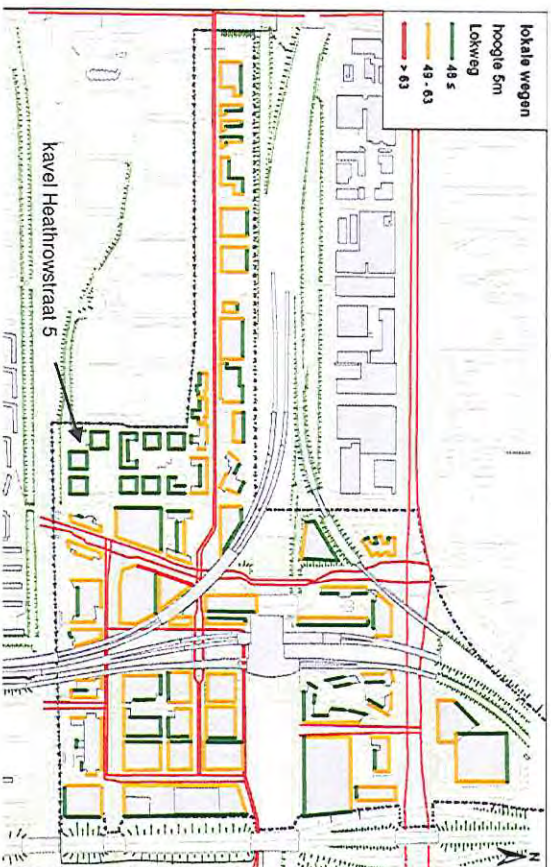 lokale wegen
hoogte 5m
Lokweg
48 ≤
49 - 63
> 63
kavel Heathrowstraat 5
N